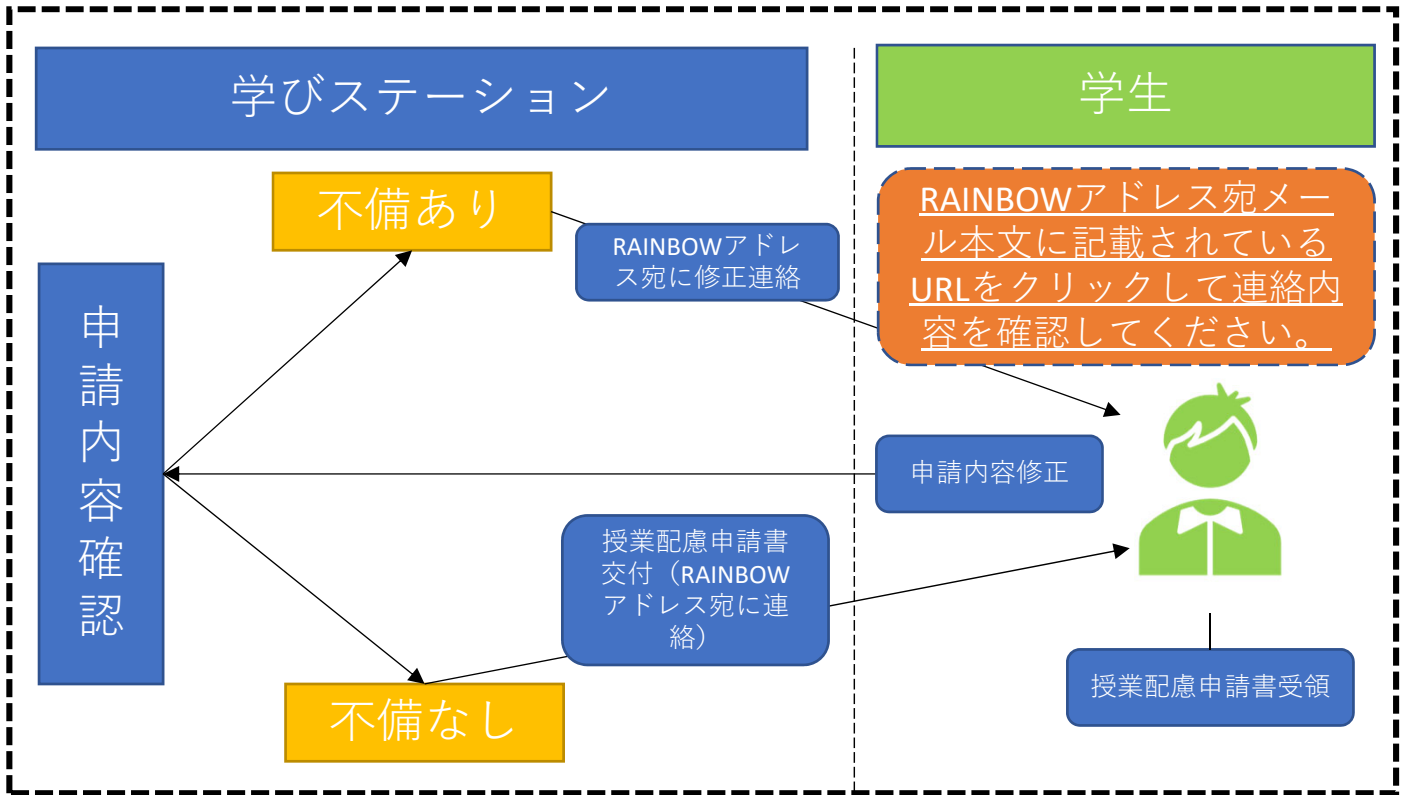 学びステーション
学生
不備あり
RAINBOWアドレ
ス宛に修正連絡
RAINBOWアドレス宛メー
ル本文に記載されている
URLをクリックして連絡内
容を確認してください。
申
請
内
容
確
認
申請内容修正
授業配慮申請書
交付（RAINBOW
アドレス宛に連
絡）
授業配慮申請書受領
不備なし